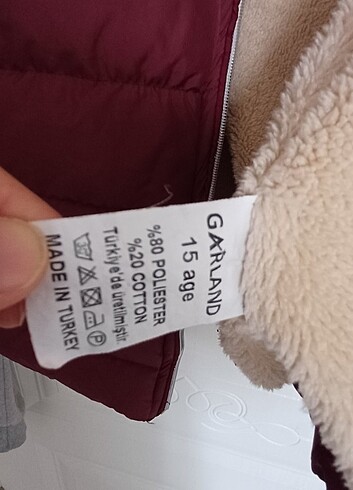 GARLAND
15 age
%80 POLIESTER
%20 COTTON
Türkiye'de üretilmiştir.
MADE IN TURKEY